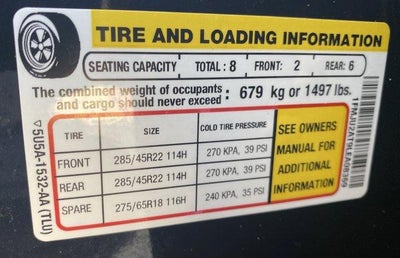 TIRE AND LOADING INFORMATION
SEATING CAPACITY TOTAL: 8 FRONT: 2 REAR: 6
The combined weight of occupants
and cargo should never exceed : 679 kg or 1497 lbs.
TIRE SIZE COLD TIRE PRESSURE
FRONT 285/45R22 114H 270 KPA, 39 PSI
REAR 285/45R22 114H 270 KPA, 39 PSI
SPARE 275/65R18 116H 240 KPA, 35 PSI
SEE OWNERS
MANUAL FOR
ADDITIONAL
INFORMATION
5U5A-1532-AA (TLU)